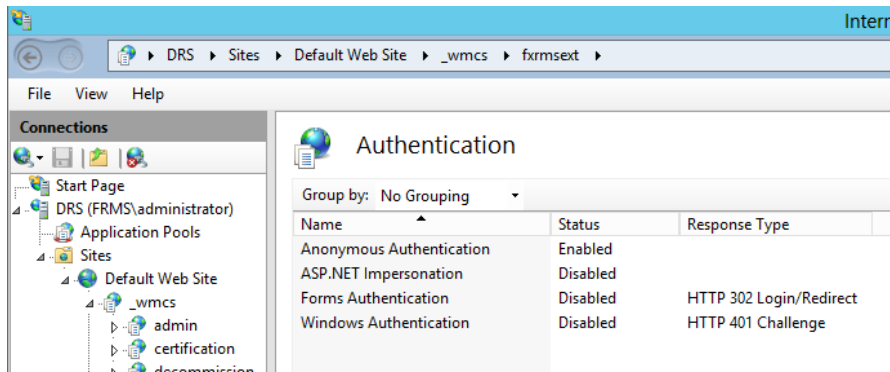 Intern
DRS Sites Default Web Site _wmcs fxrmsext
File View Help
Connections
Start Page
DRS (FRMS\administrator)
Application Pools
Sites
Default Web Site
_wmcs
admin
certification
decommission
Authentication
Group by: No Grouping
Name Status Response Type
Anonymous Authentication Enabled
ASP.NET Impersonation Disabled
Forms Authentication Disabled HTTP 302 Login/Redirect
Windows Authentication Disabled HTTP 401 Challenge